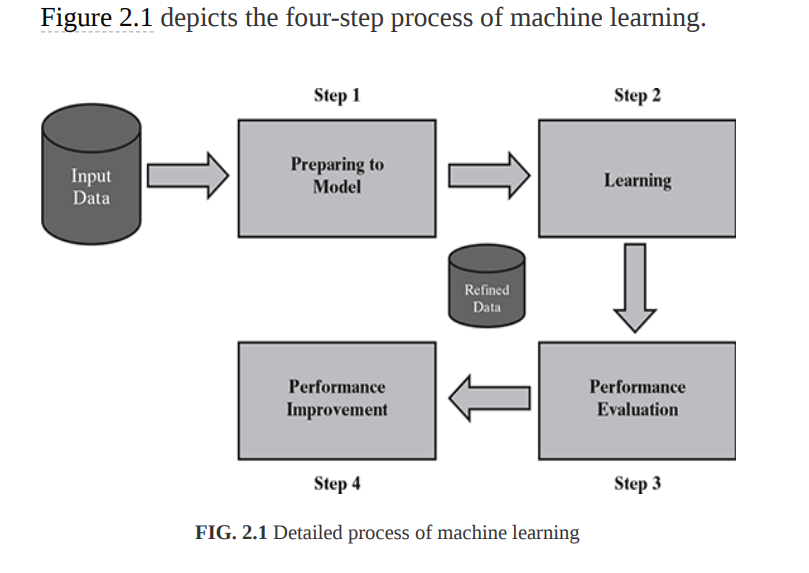 Figure 2.1 depicts the four-step process of machine learning.
Step 1
Step 2
Input
Data
Preparing to
Model
Learning
Refined
Data
Performance
Improvement
Performance
Evaluation
Step 4
Step 3
FIG. 2.1 Detailed process of machine learning